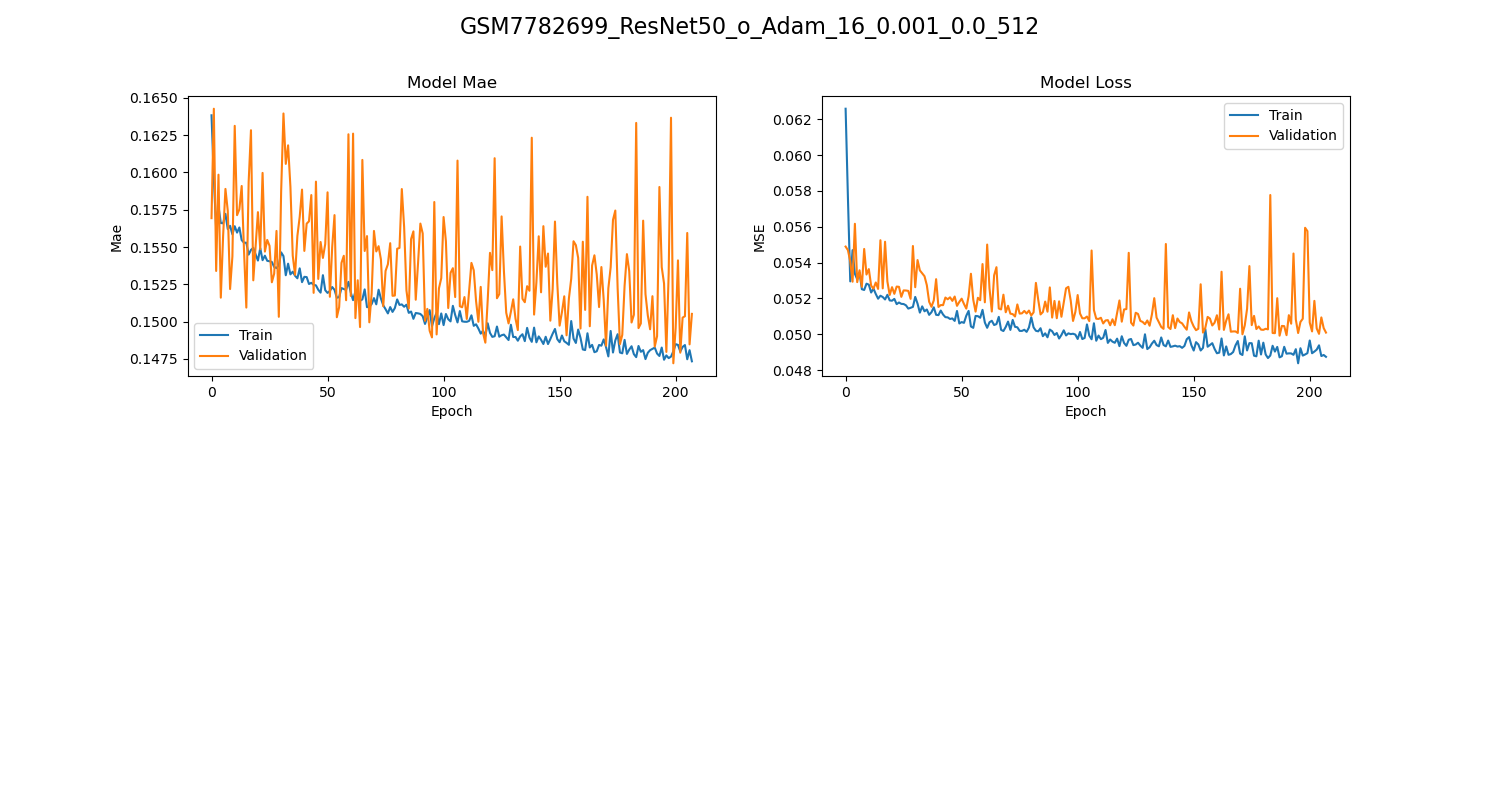 GSM7782699_ResNet50_o_Adam_16_0.001_0.0_512
Model Mae
0.1650
0.1625
0.1600
0.1575
0.1550
0.1525
0.1500
0.1475
Mae
Train
Validation
0
50
100
150
200
Epoch
Model Loss
0.062
0.060
0.058
0.056
0.054
0.052
0.050
0.048
MSE
Train
Validation
0
50
100
150
200
Epoch